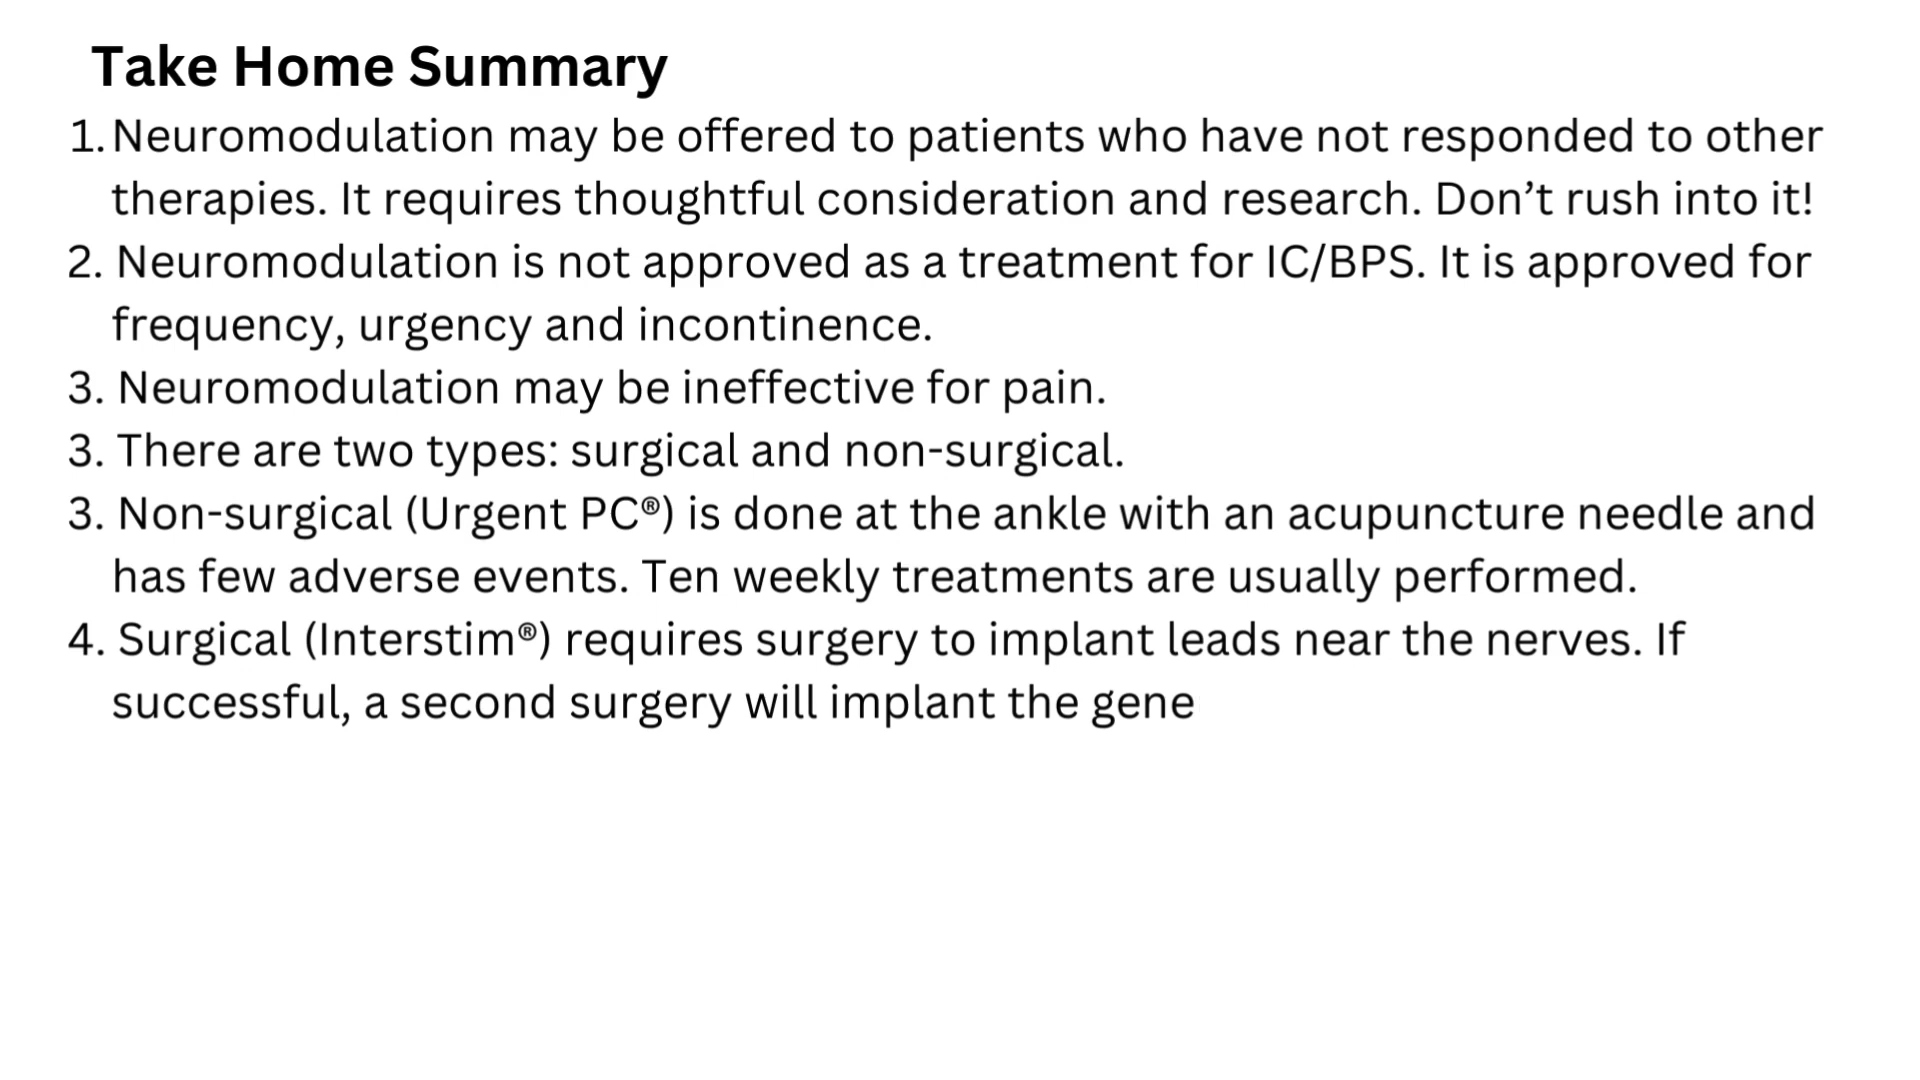 Take Home Summary
1. Neuromodulation may be offered to patients who have not responded to other
therapies. It requires thoughtful consideration and research. Don’t rush into it!
2. Neuromodulation is not approved as a treatment for IC/BPS. It is approved for
frequency, urgency and incontinence.
3. Neuromodulation may be ineffective for pain.
3. There are two types: surgical and non-surgical.
3. Non-surgical (Urgent PC®) is done at the ankle with an acupuncture needle and
has few adverse events. Ten weekly treatments are usually performed.
4. Surgical (Interstim®) requires surgery to implant leads near the nerves. If
successful, a second surgery will implant the gene